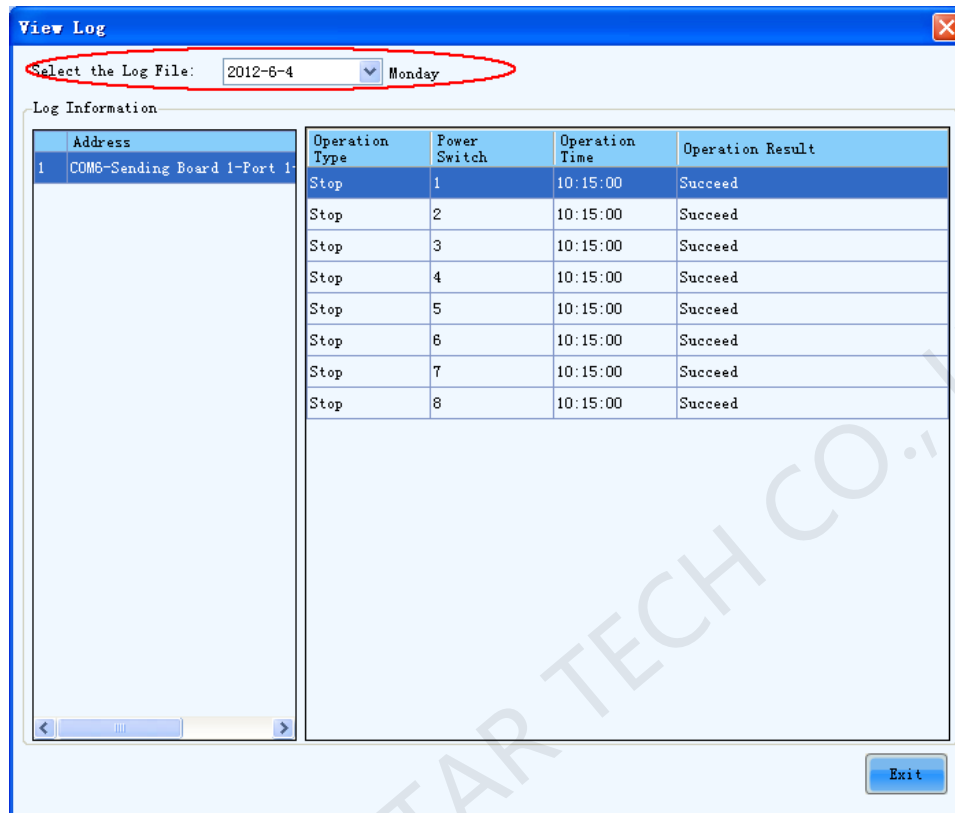 View Log
Select the Log File: 2012-6-4 Monday
Log Information
Address
1 COM6-Sending Board 1-Port 1-
Operation Type Power Switch Operation Time Operation Result
Stop 1 10:15:00 Succeed
Stop 2 10:15:00 Succeed
Stop 3 10:15:00 Succeed
Stop 4 10:15:00 Succeed
Stop 5 10:15:00 Succeed
Stop 6 10:15:00 Succeed
Stop 7 10:15:00 Succeed
Stop 8 10:15:00 Succeed
TAR TECH CO.,
Exit